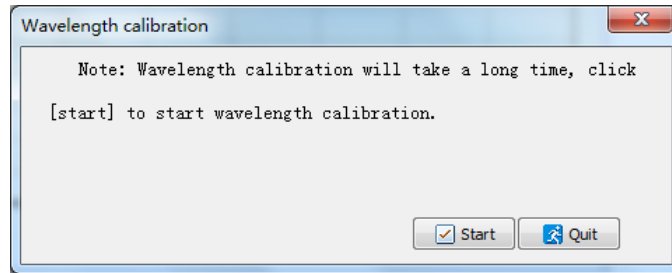 Wavelength calibration
Note: Wavelength calibration will take a long time, click
[start] to start wavelength calibration.
Start
Quit